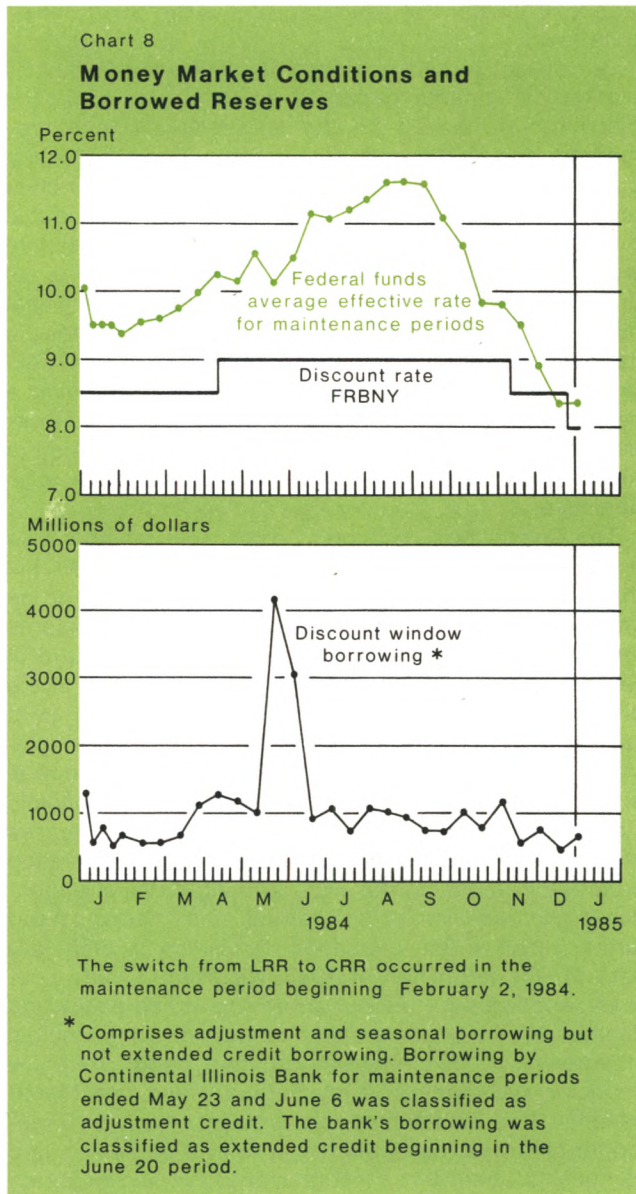 Chart 8
Money Market Conditions and
Borrowed Reserves
Percent
12.0
11.0
10.0
9.0
8.0
7.0
Federal funds
average effective rate
for maintenance periods
Discount rate
FRBNY
Millions of dollars
5000
4000
3000
2000
1000
0
Discount window
borrowing *
J F M A M J J A S O N D J
1984 1985
The switch from LRR to CRR occurred in the
maintenance period beginning February 2, 1984.
* Comprises adjustment and seasonal borrowing but
not extended credit borrowing. Borrowing by
Continental Illinois Bank for maintenance periods
ended May 23 and June 6 was classified as
adjustment credit. The bank's borrowing was
classified as extended credit beginning in the
June 20 period.